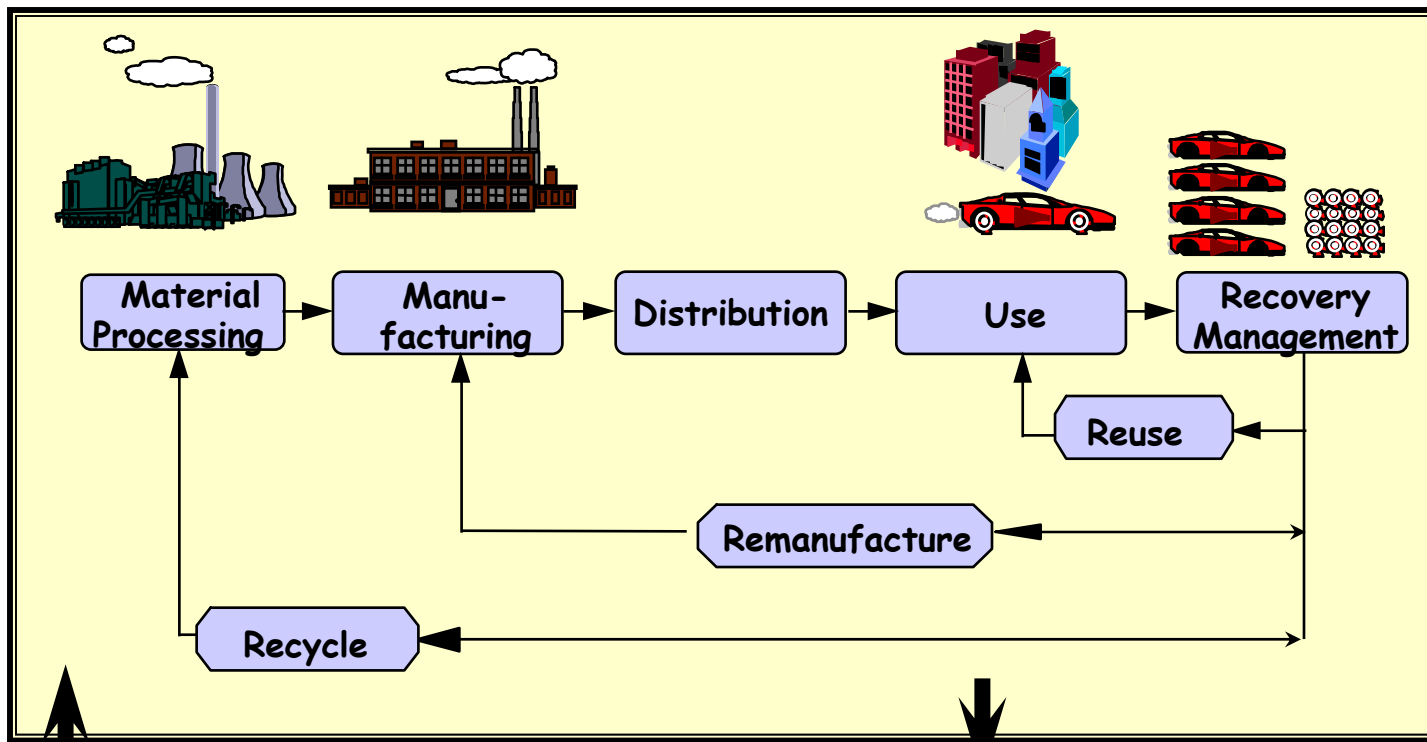 Material
Processing
Manu-
facturing
Distribution
Use
Recovery
Management
Reuse
Remanufacture
Recycle